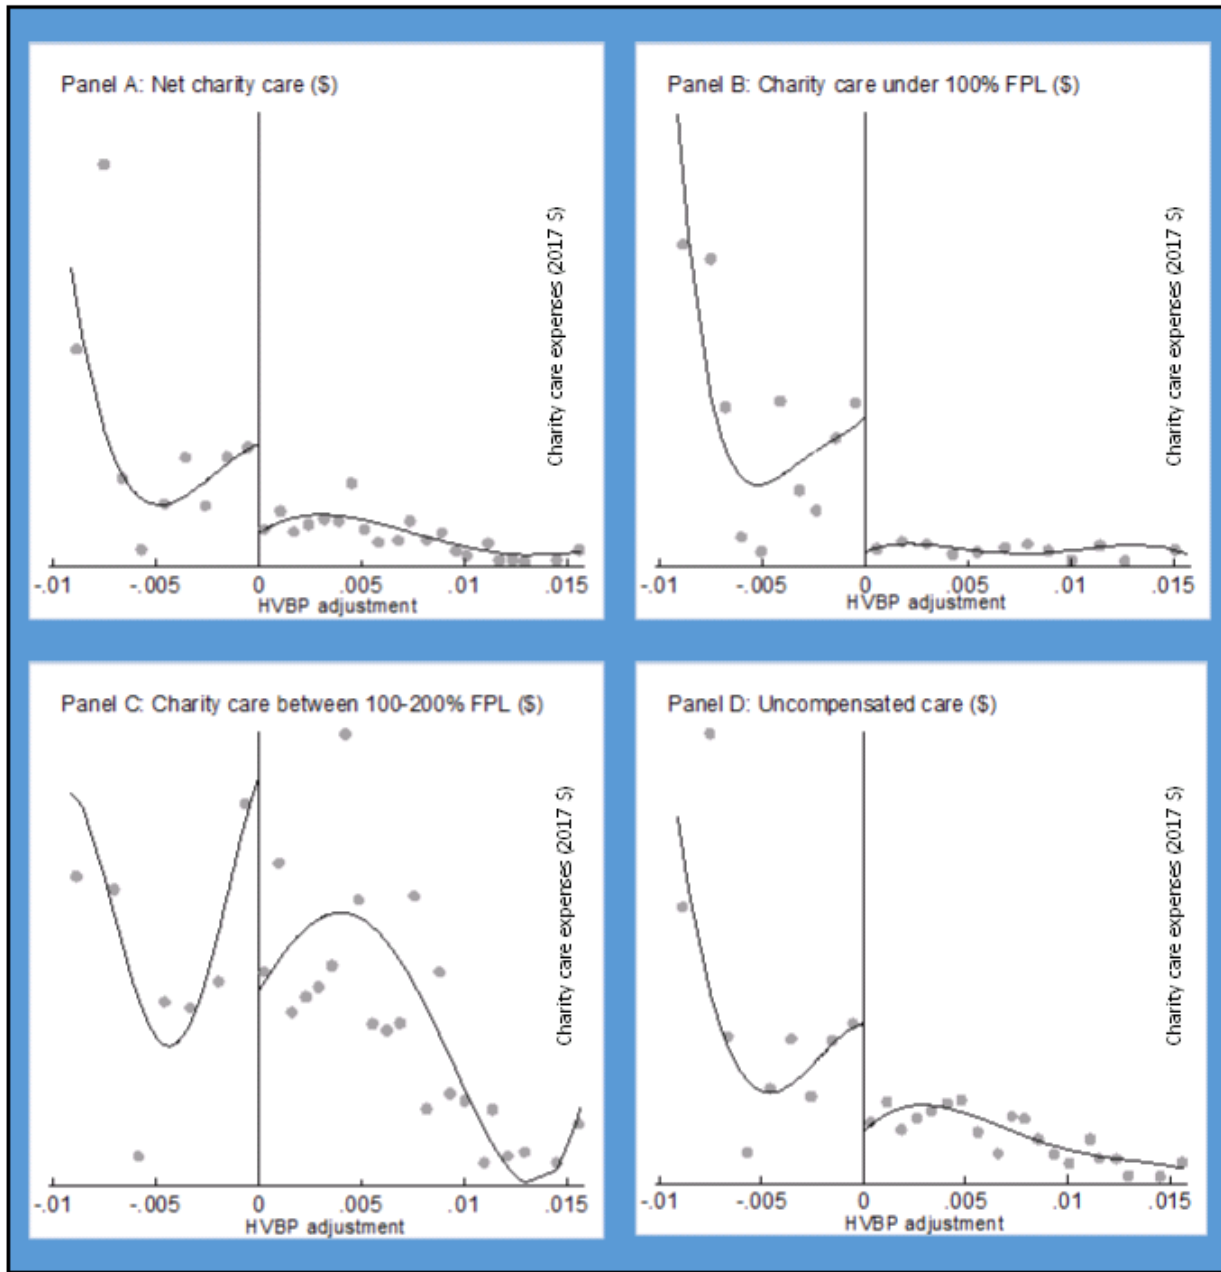 Panel A: Net charity care ($)
Charity care expenses (2017 $)
-.01 -.005 0 .005 .01 .015
HVBP adjustment
Panel B: Charity care under 100% FPL ($)
Charity care expenses (2017 $)
-.01 -.005 0 .005 .01 .015
HVBP adjustment
Panel C: Charity care between 100-200% FPL ($)
Charity care expenses (2017 $)
-.01 -.005 0 .005 .01 .015
HVBP adjustment
Panel D: Uncompensated care ($)
Charity care expenses (2017 $)
-.01 -.005 0 .005 .01 .015
HVBP adjustment